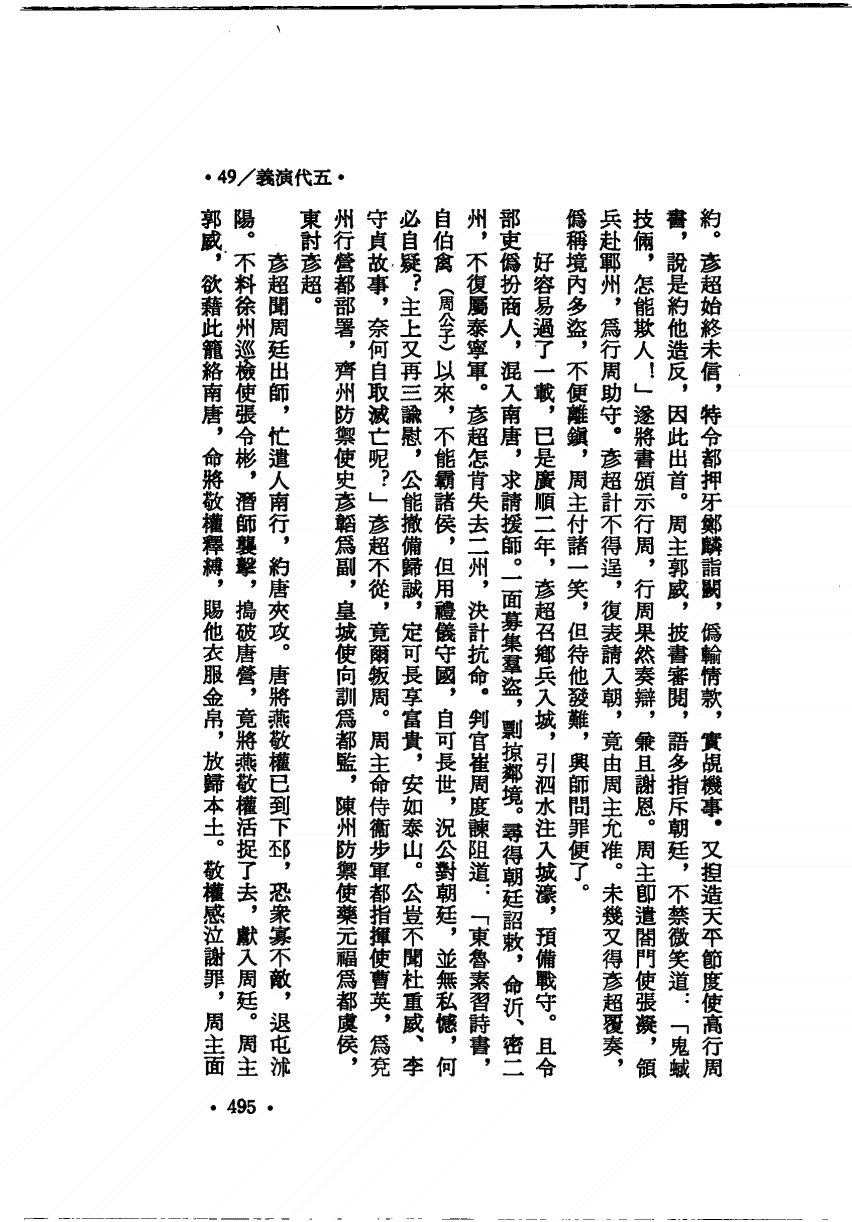 •49／義演代五•
約。彥超始終未信，特令都押牙鄭麟詣闕，僞輸情款，實覘機事。又揑造天平節度使高行周
書，說是約他造反，因此出首。周主郭威，披書審閱，語多指斥朝廷，不禁微笑道：「鬼蜮
技倆，怎能欺人！」遂將書頒示行周，行周果然奏辯，兼且謝恩。周主卽遣閤門使張凝，領
兵赴鄆州，爲行周助守。彥超計不得逞，復表請入朝，竟由周主允准。未幾又得彥超覆奏，
僞稱境內多盜，不便離鎮，周主付諸一笑，但待他發難，興師問罪便了。
好容易過了一載，已是廣順二年，彥超召鄉兵入城，引泗水注入城濠，預備戰守。且令
部吏僞扮商人，混入南唐，求請援師。一面募集羣盜，剽掠鄰境。尋得朝廷詔敕，命沂、密二
州，不復屬泰寧軍。彥超怎肯失去二州，決計抗命。判官崔周度諫阻道：「東魯素習詩書，
自伯禽（周公子）以來，不能霸諸侯，但用禮儀守國，自可長世，況公對朝廷，並無私憾，何
必自疑？主上又再三諭慰，公能撤備歸誠，定可長享富貴，安如泰山。公豈不聞杜重威、李
守貞故事，奈何自取滅亡呢？」彥超不從，竟爾叛周。周主命侍衞步軍都指揮使曹英，爲兗
州行營都部署，齊州防禦使史彥韜爲副，皇城使向訓爲都監，陳州防禦使藥元福爲都虞侯，
東討彥超。
彥超聞周廷出師，忙遣人南行，約唐夾攻。唐將燕敬權已到下邳，恐衆寡不敵，退屯沭
陽。不料徐州巡檢使張令彬，潛師襲擊，搗破唐營，竟將燕敬權活捉了去，獻入周廷。周主
郭威，欲藉此籠絡南唐，命將敬權釋縛，賜他衣服金帛，放歸本土。敬權感泣謝罪，周主面
•495•